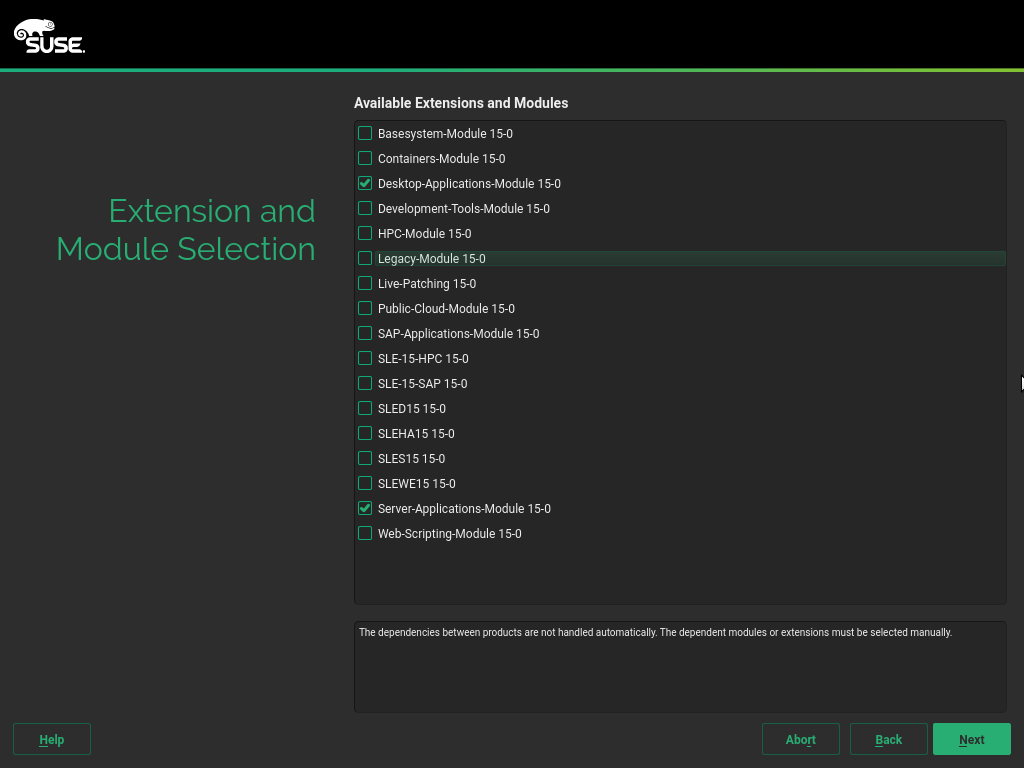 SUSE.
Available Extensions and Modules
Extension and
Module Selection
Basesystem-Module 15-0
Containers-Module 15-0
Desktop-Applications-Module 15-0
Development-Tools-Module 15-0
HPC-Module 15-0
Legacy-Module 15-0
Live-Patching 15-0
Public-Cloud-Module 15-0
SAP-Applications-Module 15-0
SLE-15-HPC 15-0
SLE-15-SAP 15-0
SLED15 15-0
SLEHA15 15-0
SLES15 15-0
SLEWE15 15-0
Server-Applications-Module 15-0
Web-Scripting-Module 15-0
The dependencies between products are not handled automatically. The dependent modules or extensions must be selected manually.
Help
Abort
Back
Next